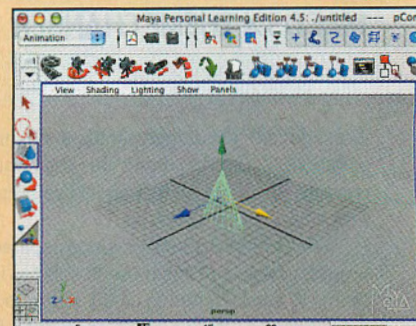 Maya Personal Learning Edition 4.5: ./untitled --- pCo
Animation
View Shading Lighting Show Panels
y
z x
persp